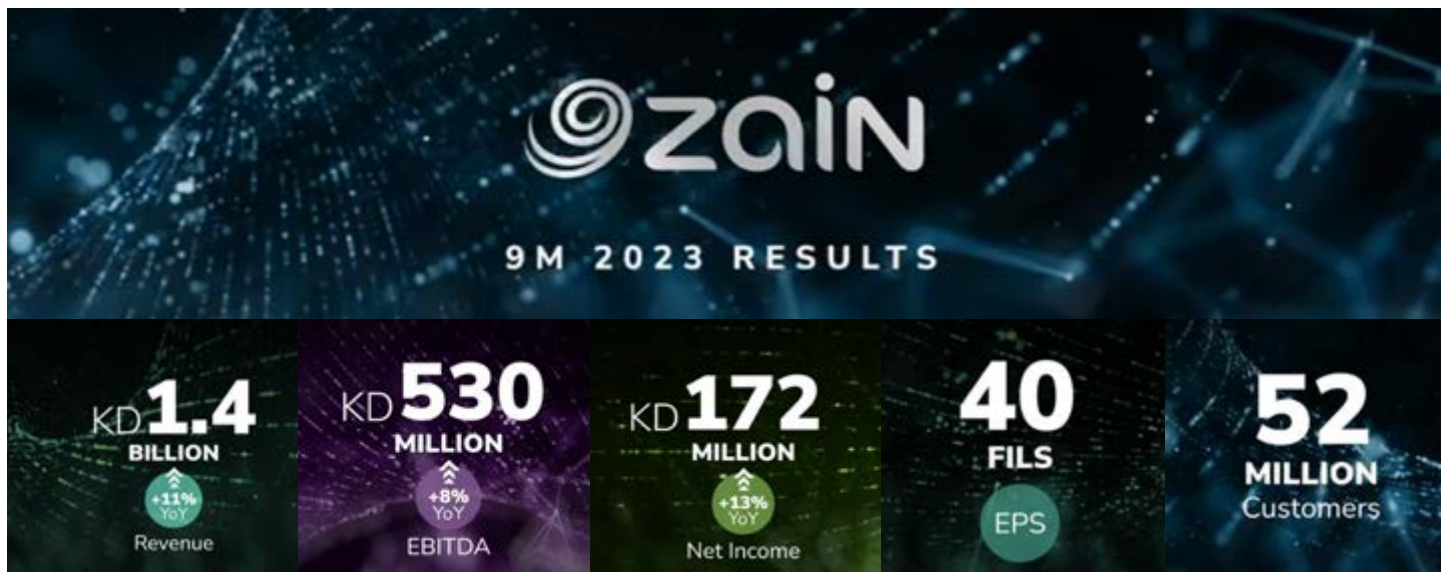 zain
9M 2023 RESULTS
KD 1.4
BILLION
+11%
YoY
Revenue
KD 530
MILLION
+8%
YoY
EBITDA
KD 172
MILLION
+13%
YoY
Net Income
40
FILS
EPS
52
MILLION
Customers